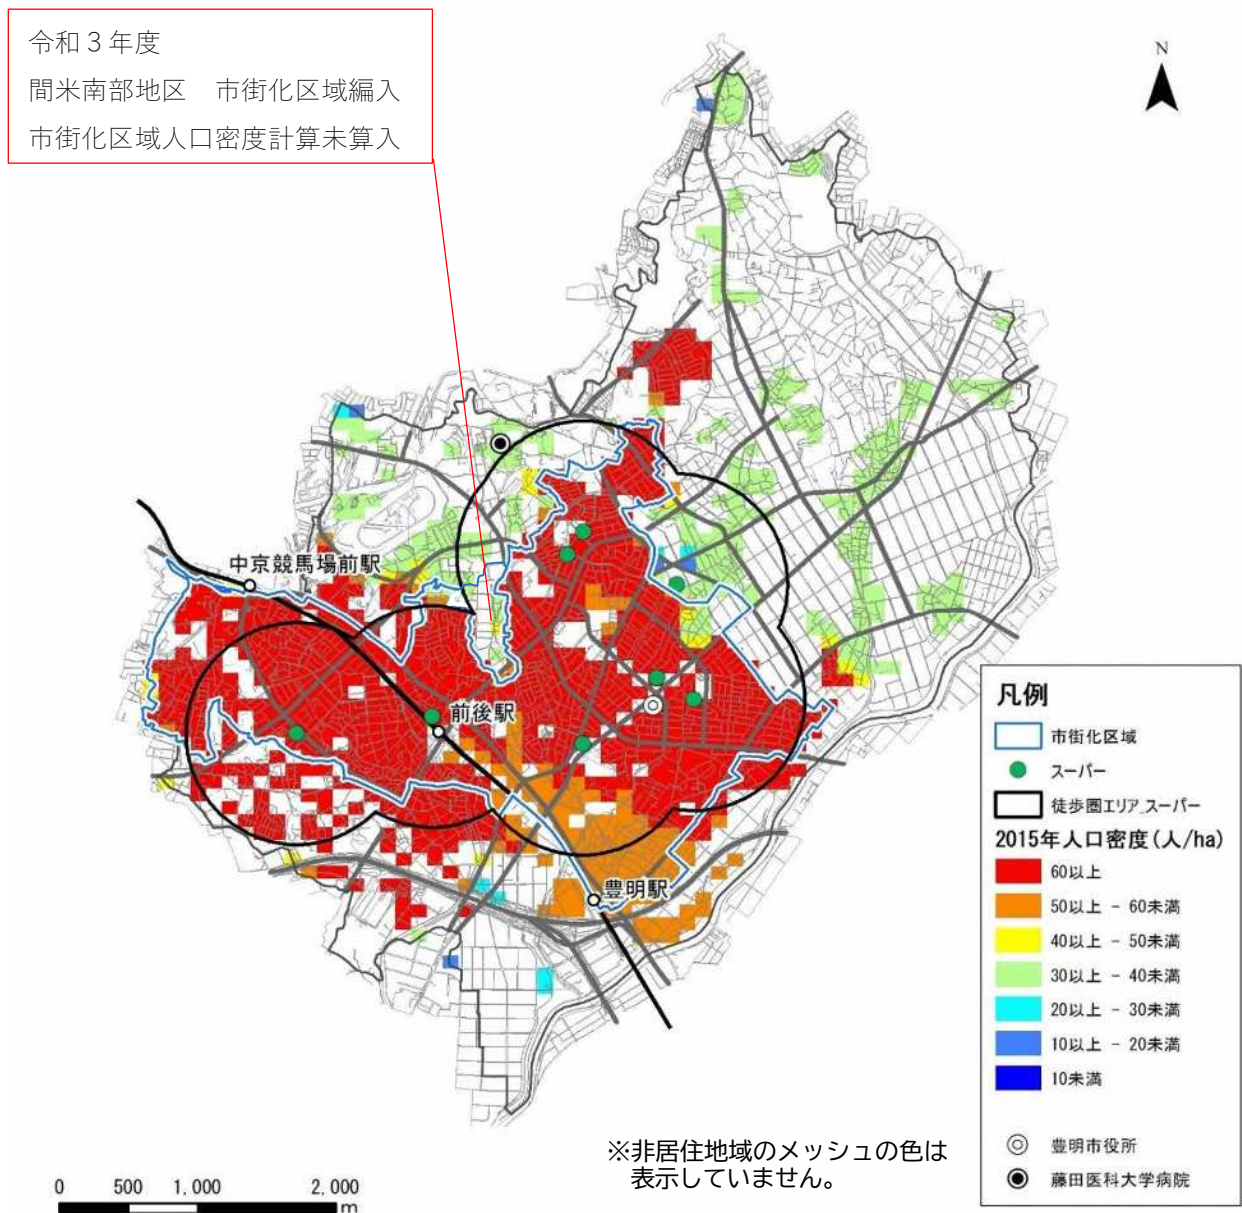 令和３年度
間米南部地区　市街化区域編入
市街化区域人口密度計算未算入
N
中京競馬場前駅
前後駅
豊明駅
凡例
市街化区域
スーパー
徒歩圏エリア_スーパー
2015年人口密度(人/ha)
60以上
50以上 - 60未満
40以上 - 50未満
30以上 - 40未満
20以上 - 30未満
10以上 - 20未満
10未満
豊明市役所
藤田医科大学病院
※非居住地域のメッシュの色は
表示していません。
0 500 1,000 2,000
m